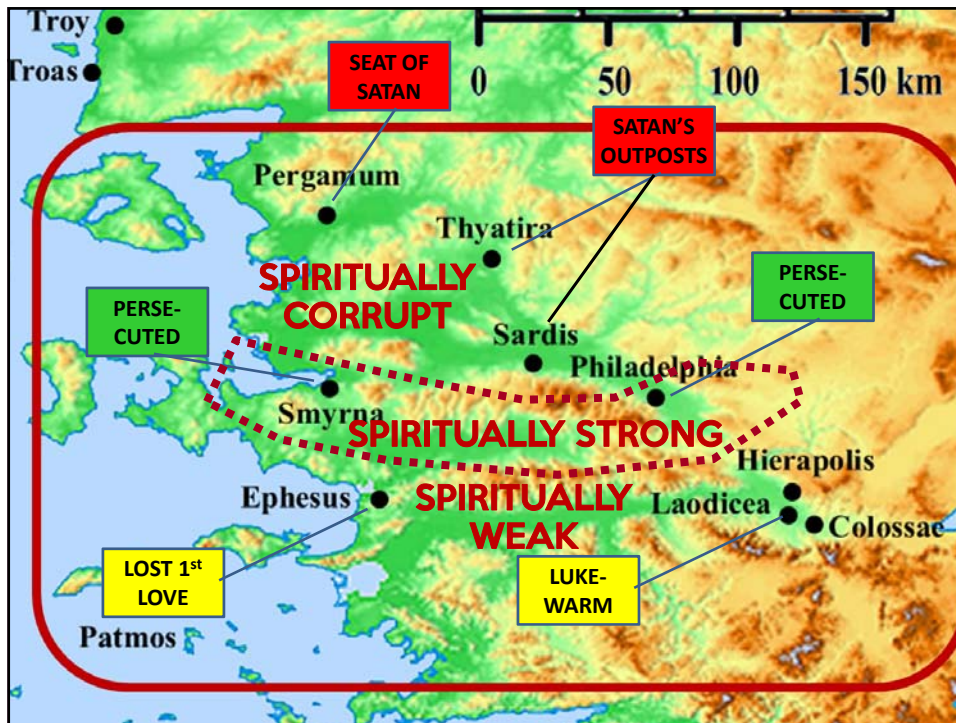 Troy
Troas
SEAT OF
SATAN
0 50 100 150 km
SATAN'S
OUTPOSTS
Pergamum
Thyatira
SPIRITUALLY
CORRUPT
PERSE-
CUTED
PERSE-
CUTED
Sardis
Philadelphia
Smyrna
SPIRITUALLY STRONG
Hierapolis
Ephesus
SPIRITUALLY
WEAK
Laodicea
Colossae
LOST 1st
LOVE
LUKE-
WARM
Patmos